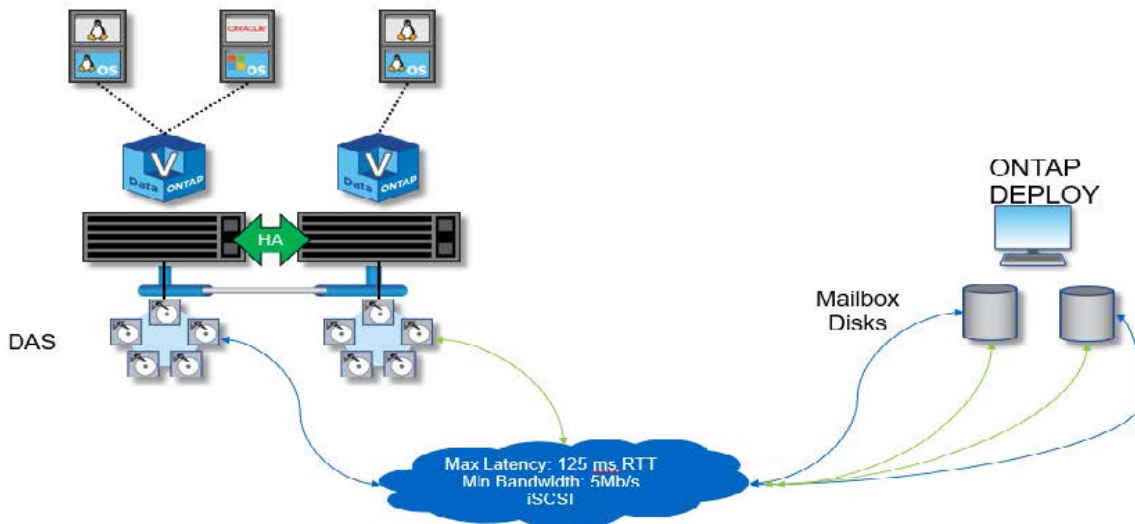 ORACLE
OS
OS
OS
V
Data ONTAP
V
Data ONTAP
HA
DAS
ONTAP
DEPLOY
Mailbox
Disks
Max Latency: 125 ms RTT
Min Bandwidth: 5Mb/s
iSCSI